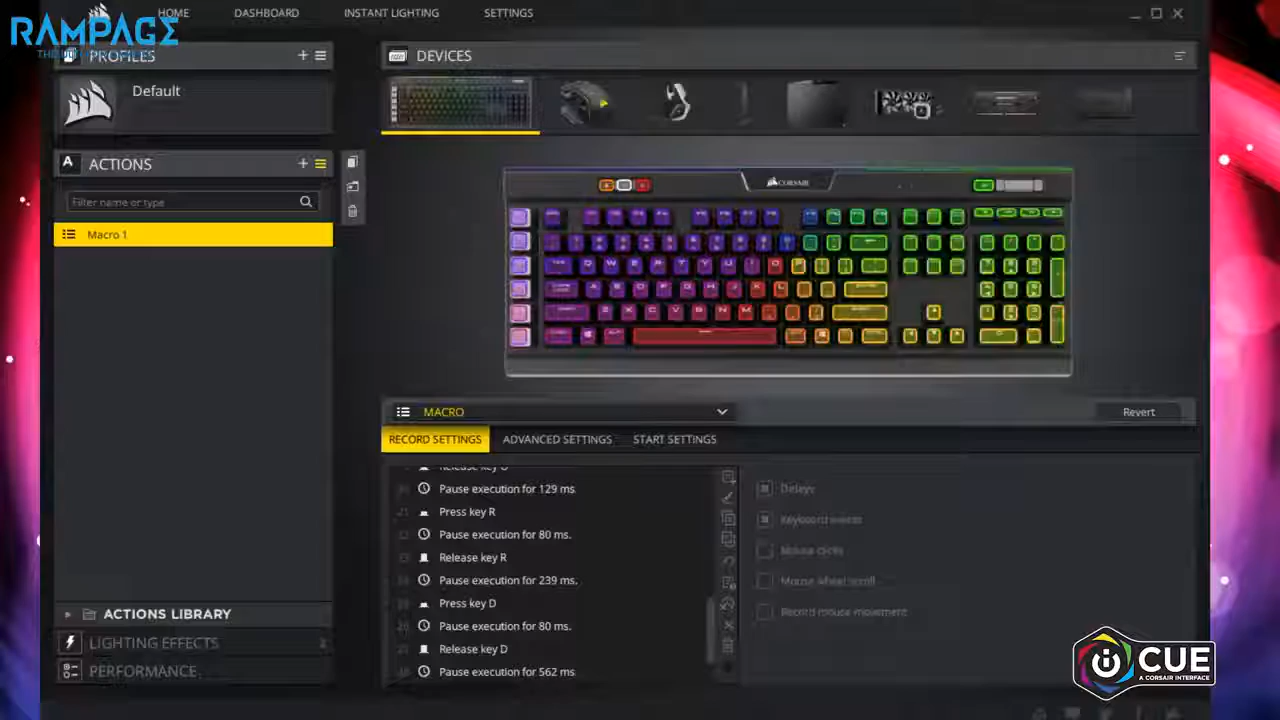 HOME DASHBOARD INSTANT LIGHTING SETTINGS
RAMPAGE
PROFILES
Default
ACTIONS
Filter name or type
Macro 1
ACTIONS LIBRARY
LIGHTING EFFECTS
PERFORMANCE
DEVICES
CORSAIR
MACRO
Revert
RECORD SETTINGS ADVANCED SETTINGS START SETTINGS
Pause execution for 129 ms.
Press key R
Pause execution for 80 ms.
Release key R
Pause execution for 239 ms.
Press key D
Pause execution for 80 ms.
Release key D
Pause execution for 562 ms.
Delays
Keyboard events
Mouse clicks
Mouse wheel scroll
Record mouse movement
CUE
A CORSAIR INTERFACE